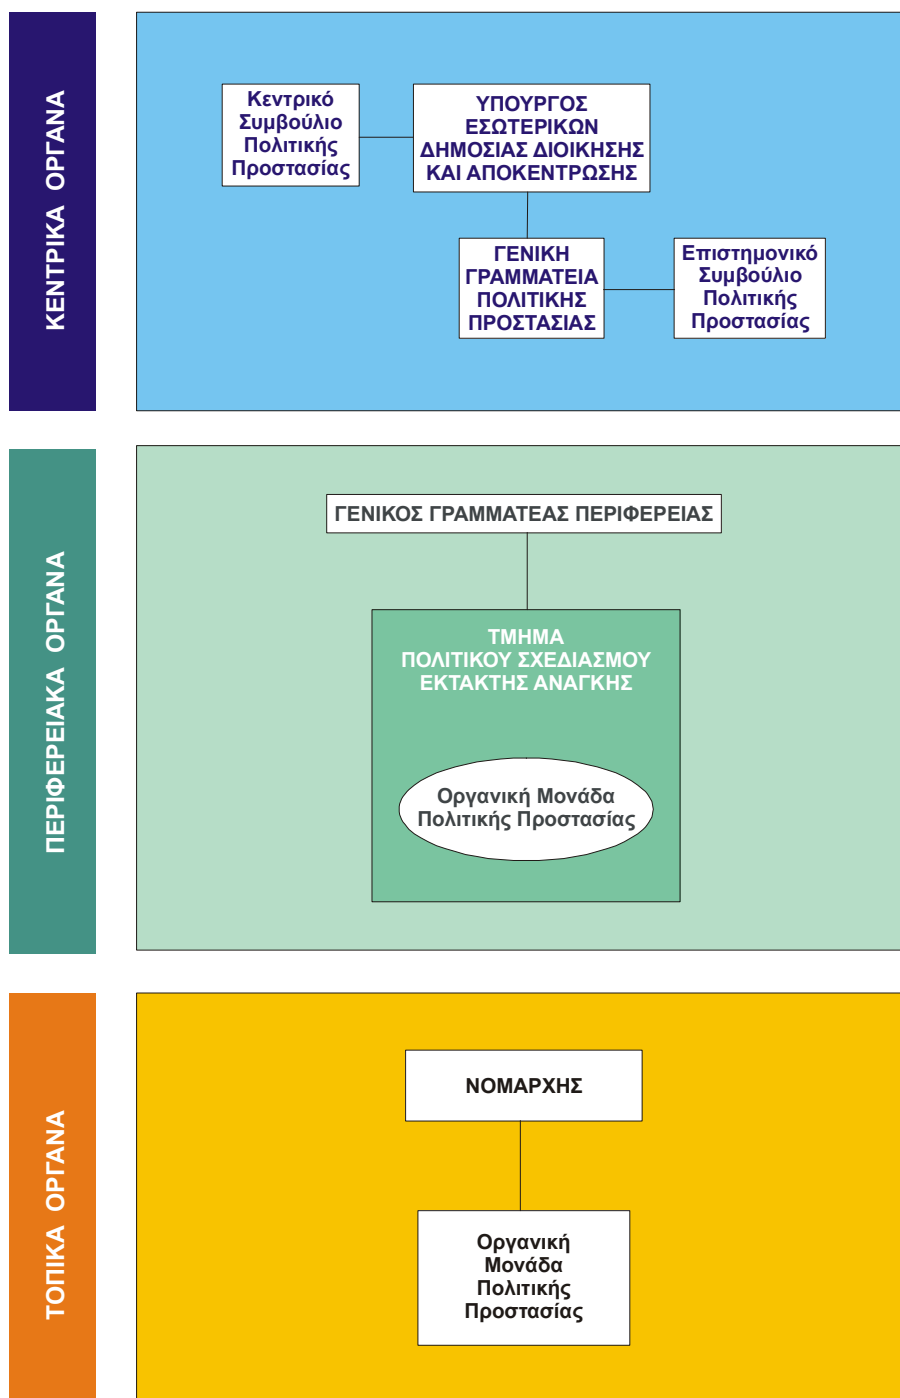 ΚΕΝΤΡΙΚΑ ΟΡΓΑΝΑ
Κεντρικό
Συμβούλιο
Πολιτικής
Προστασίας
ΥΠΟΥΡΓΟΣ
ΕΣΩΤΕΡΙΚΩΝ
ΔΗΜΟΣΙΑΣ ΔΙΟΙΚΗΣΗΣ
ΚΑΙ ΑΠΟΚΕΝΤΡΩΣΗΣ
ΓΕΝΙΚΗ
ΓΡΑΜΜΑΤΕΙΑ
ΠΟΛΙΤΙΚΗΣ
ΠΡΟΣΤΑΣΙΑΣ
Επιστημονικό
Συμβούλιο
Πολιτικής
Προστασίας
ΠΕΡΙΦΕΡΕΙΑΚΑ ΟΡΓΑΝΑ
ΓΕΝΙΚΟΣ ΓΡΑΜΜΑΤΕΑΣ ΠΕΡΙΦΕΡΕΙΑΣ
ΤΜΗΜΑ
ΠΟΛΙΤΙΚΟΥ ΣΧΕΔΙΑΣΜΟΥ
ΕΚΤΑΚΤΗΣ ΑΝΑΓΚΗΣ
Οργανική Μονάδα
Πολιτικής Προστασίας
ΤΟΠΙΚΑ ΟΡΓΑΝΑ
ΝΟΜΑΡΧΗΣ
Οργανική
Μονάδα
Πολιτικής
Προστασίας